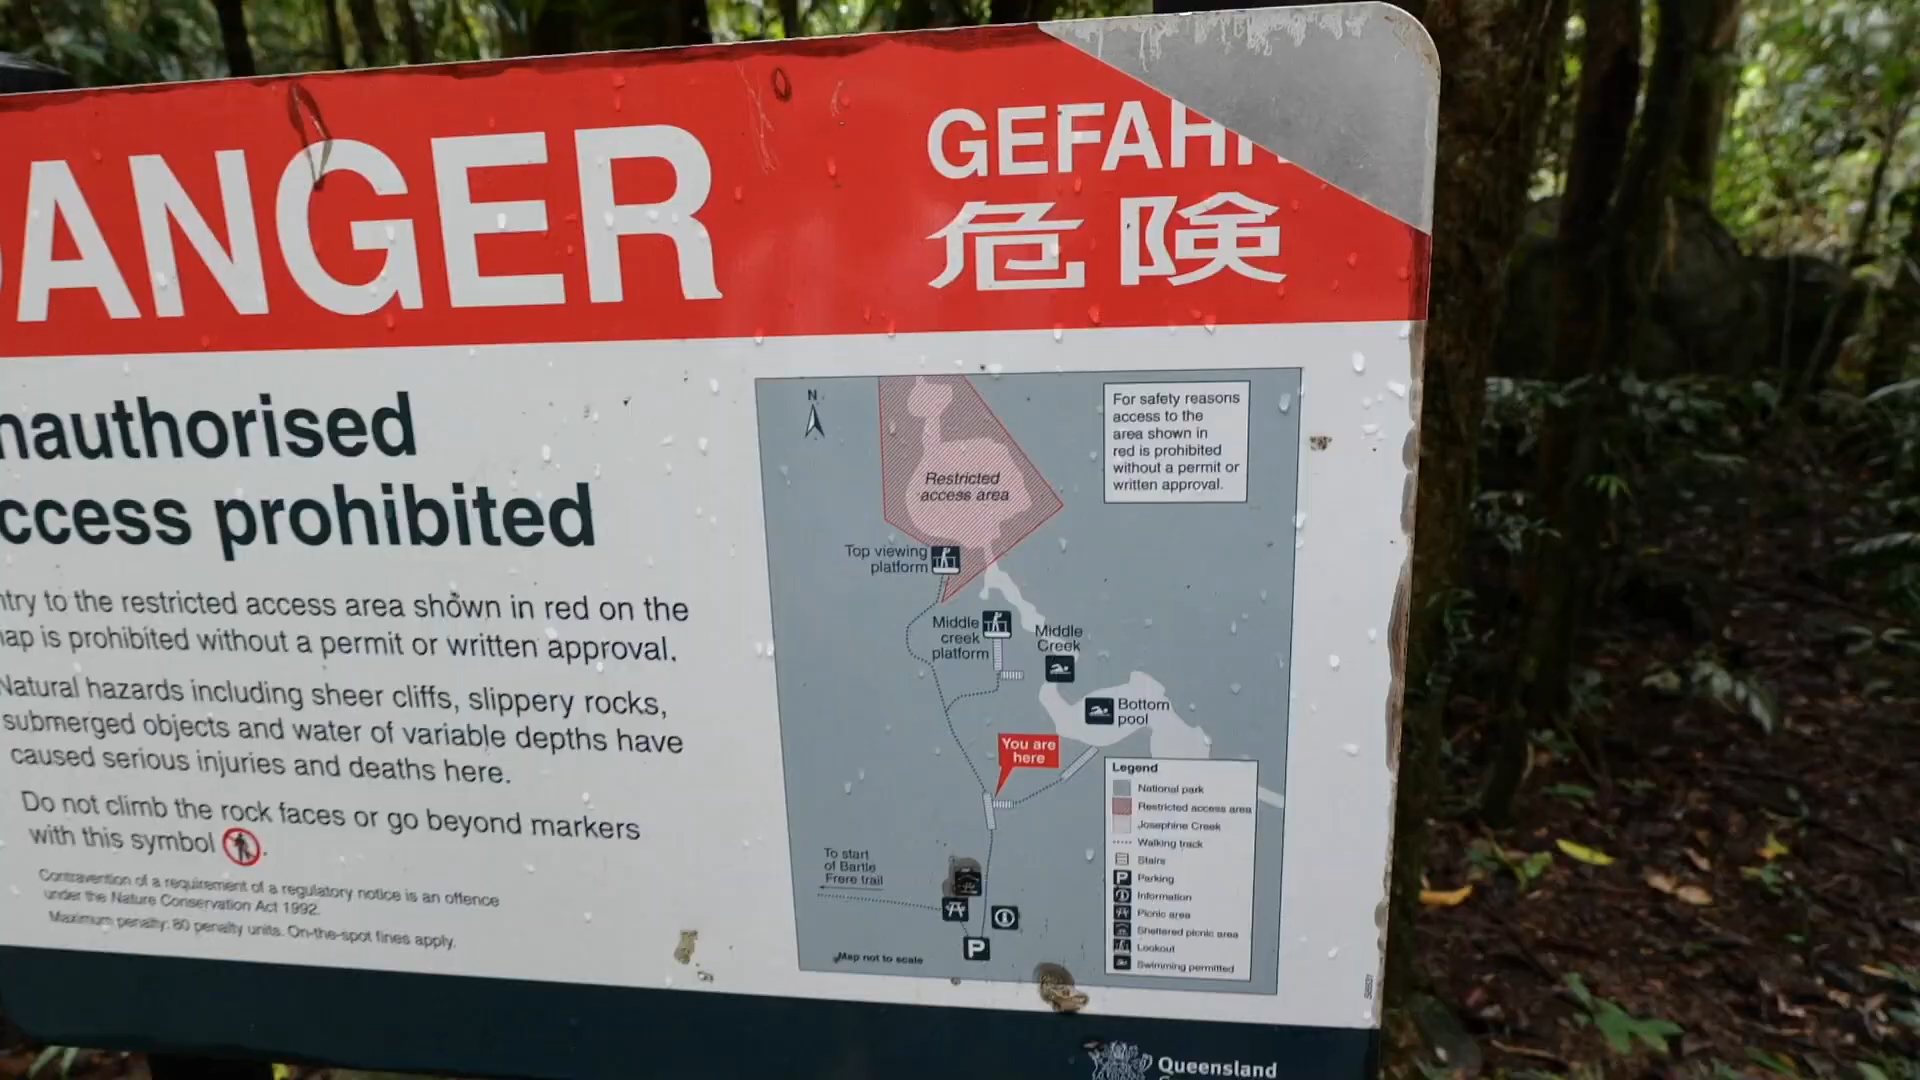 DANGER
GEFAHR
危険
nauthorised
ccess prohibited
ntry to the restricted access area shown in red on the
map is prohibited without a permit or written approval.
Natural hazards including sheer cliffs, slippery rocks,
submerged objects and water of variable depths have
caused serious injuries and deaths here.
Do not climb the rock faces or go beyond markers
with this symbol .
Contravention of a requirement of a regulatory notice is an offence
under the Nature Conservation Act 1992.
Maximum penalty: 80 penalty units. On-the-spot fines apply.
N
For safety reasons
access to the
area shown in
red is prohibited
without a permit or
written approval.
Restricted
access area
Top viewing
platform
Middle
creek
platform
Middle
Creek
Bottom
pool
You are
here
To start
of Bartle
Frere trail
i
P
Map not to scale
Legend
National park
Restricted access area
Josephine Creek
Walking track
Stairs
P Parking
Information
Picnic area
Sheltered picnic area
Lookout
Swimming permitted
Queensland